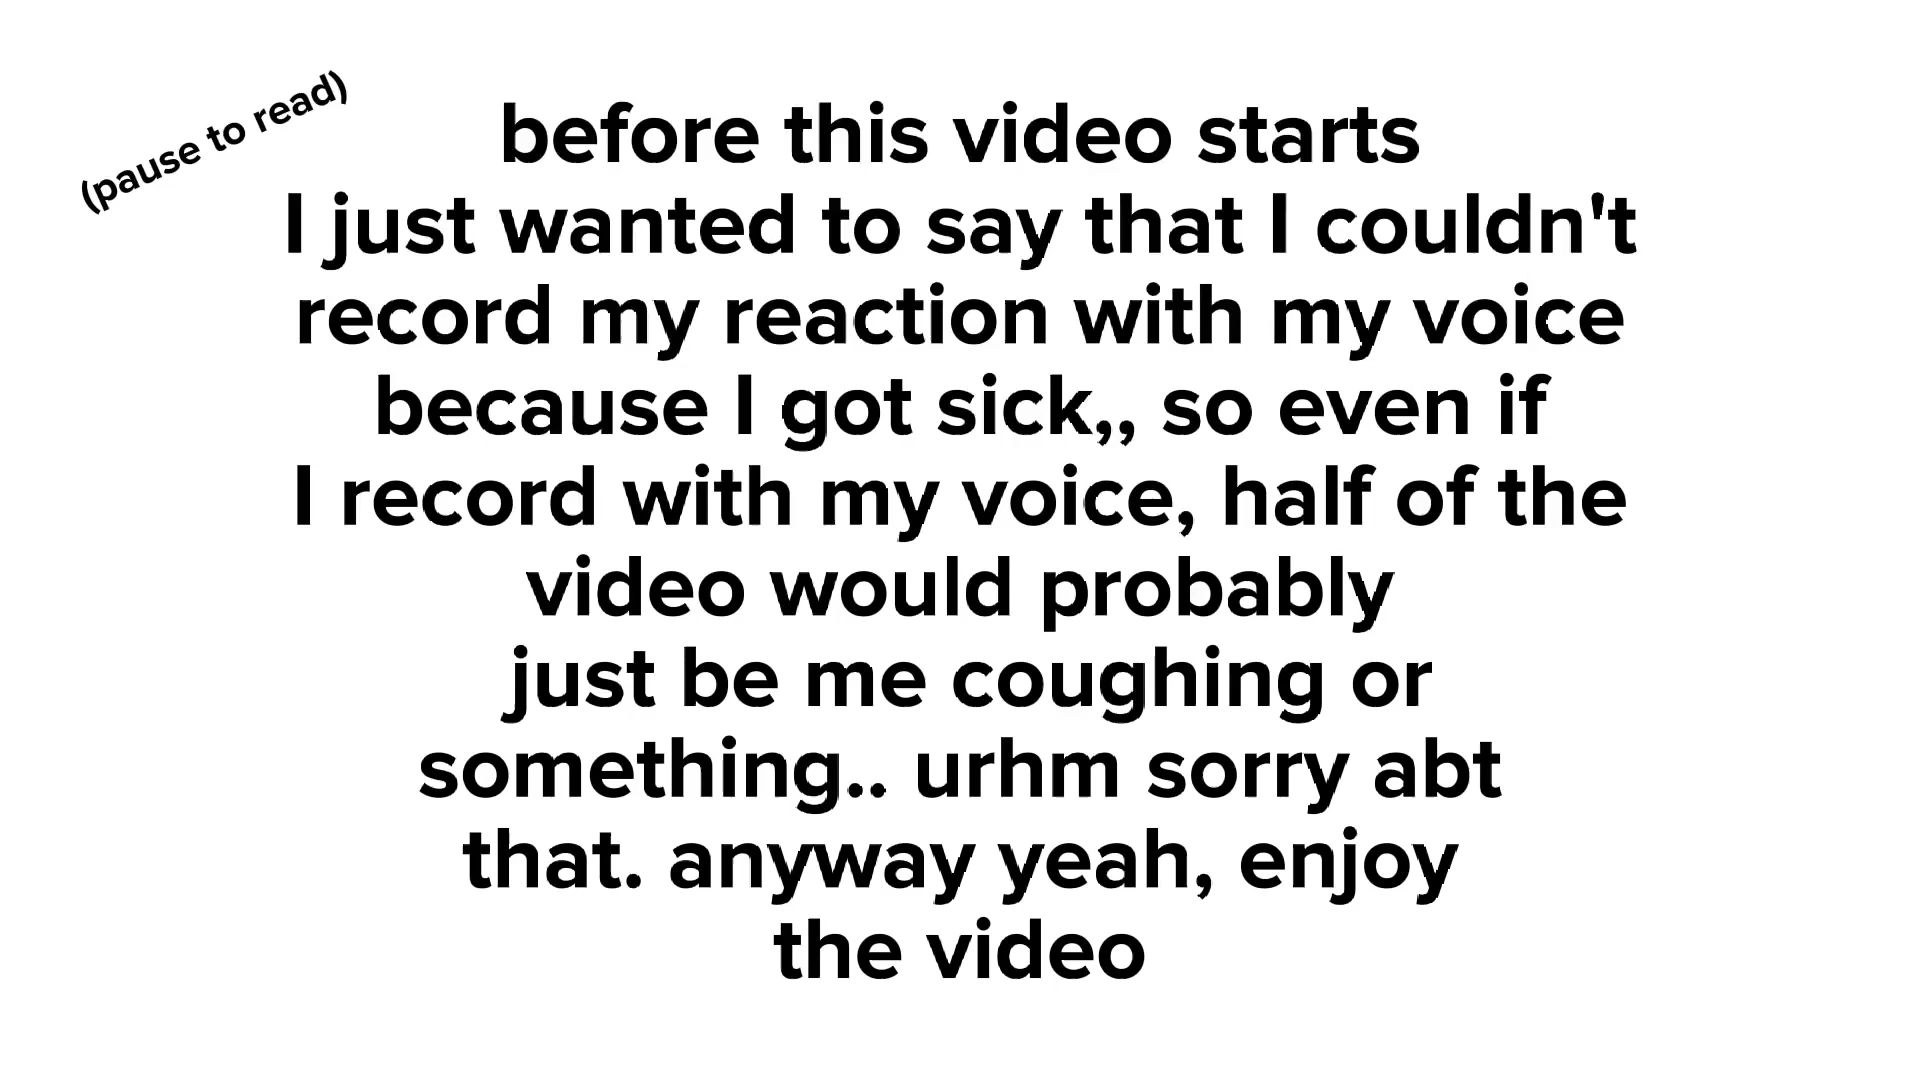 (pause to read)
before this video starts
I just wanted to say that I couldn't
record my reaction with my voice
because I got sick,, so even if
I record with my voice, half of the
video would probably
just be me coughing or
something.. urhm sorry abt
that. anyway yeah, enjoy
the video